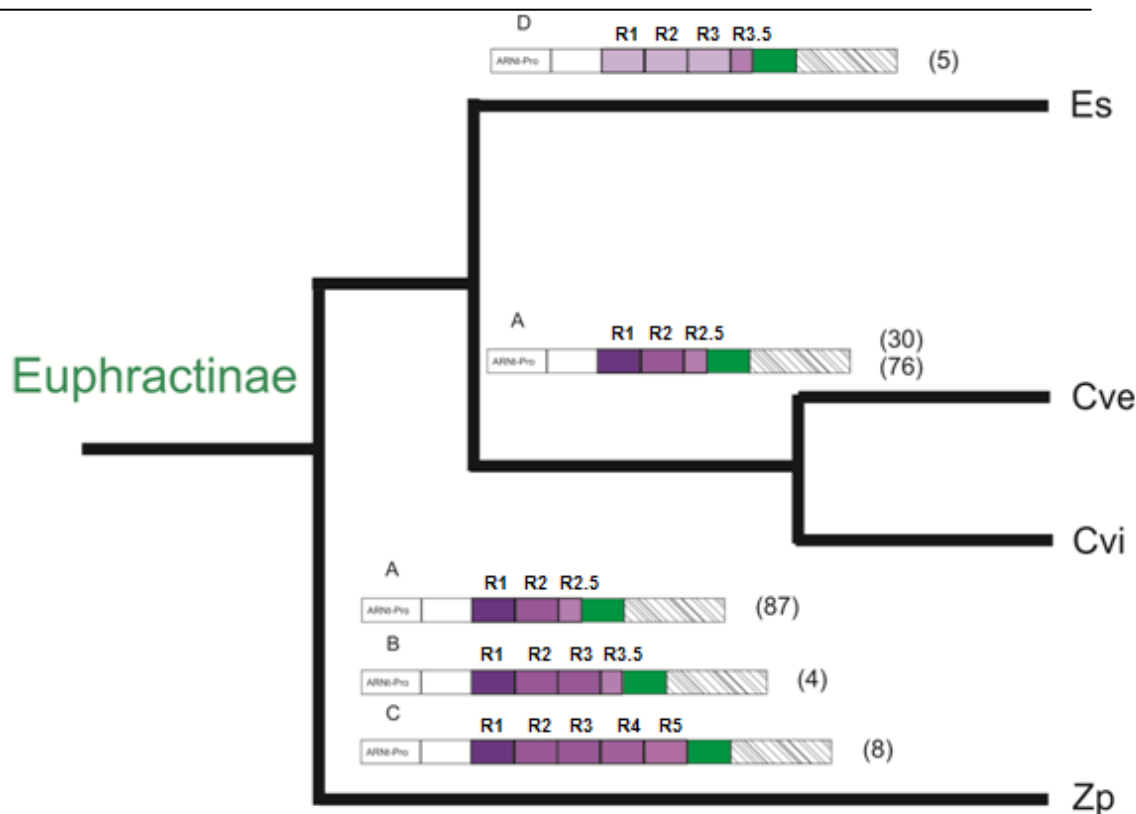 D
R1 R2 R3 R3.5
ARNt-Pro
(5)
Es
A
R1 R2 R2.5
ARNt-Pro
(30)
(76)
Euphractinae
Cve
Cvi
A
R1 R2 R2.5
ARNt-Pro
(87)
B
R1 R2 R3 R3.5
ARNt-Pro
(4)
C
R1 R2 R3 R4 R5
ARNt-Pro
(8)
Zp